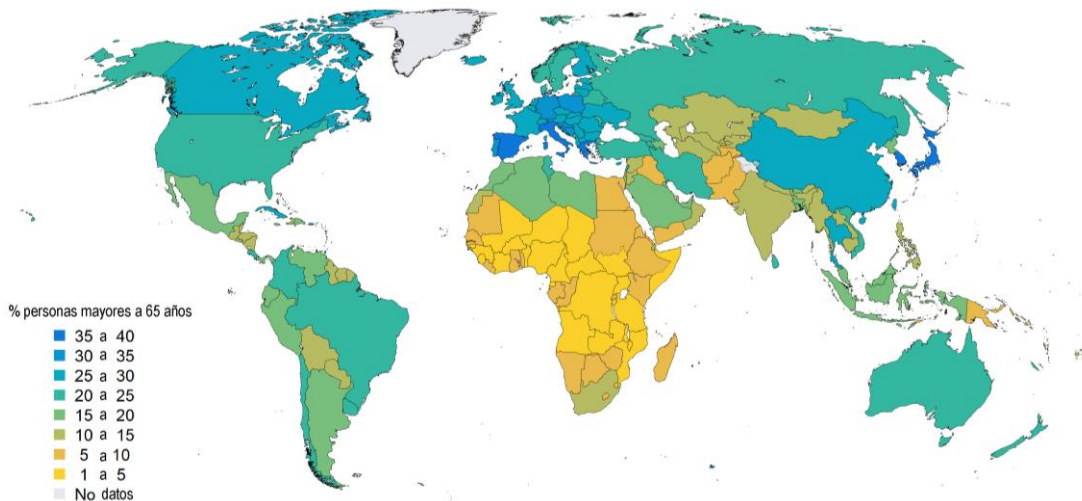 % personas mayores a 65 años
35 a 40
30 a 35
25 a 30
20 a 25
15 a 20
10 a 15
5 a 10
1 a 5
No datos